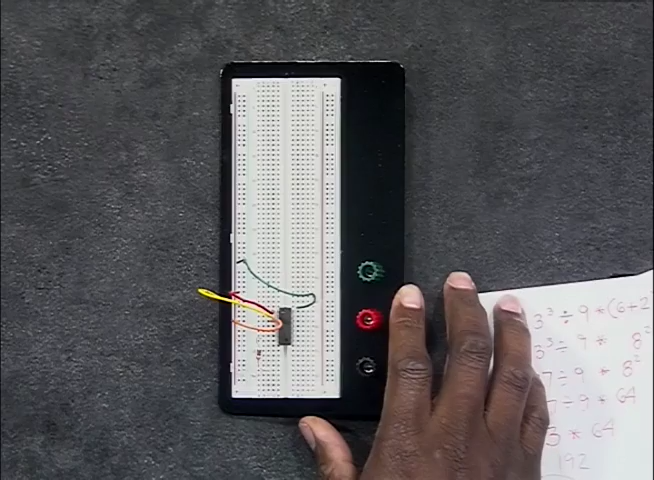 3³ ÷ 9 * (6+2
3³ ÷ 9 * 8²
7 ÷ 9 * 8²
7 ÷ 9 * 64
3 * 64
192